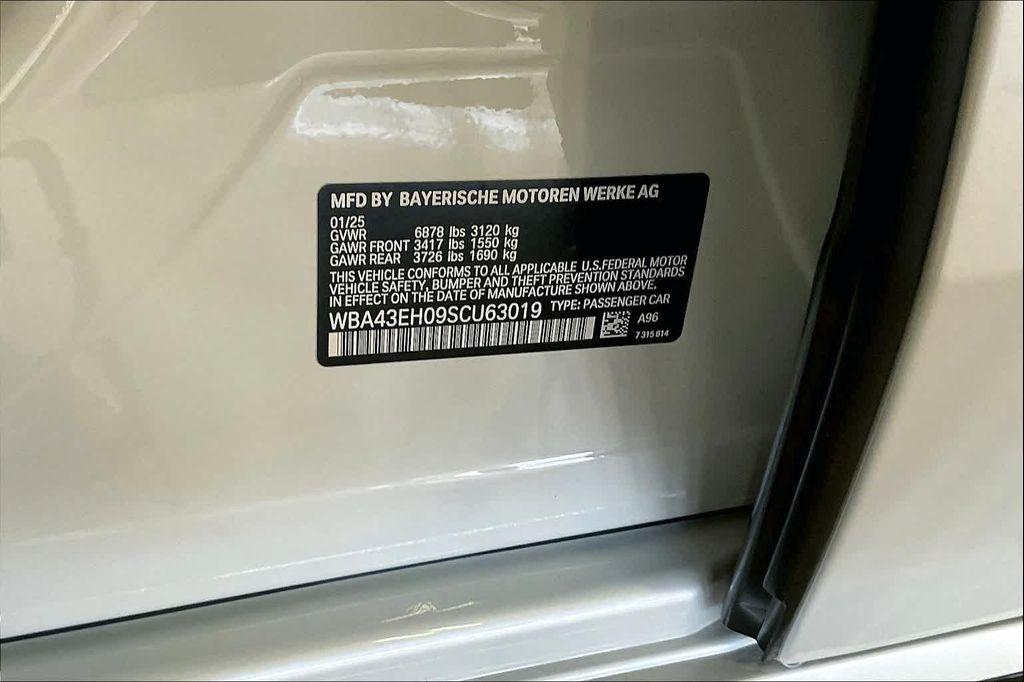 MFD BY BAYERISCHE MOTOREN WERKE AG
01/25
GVWR 6878 lbs 3120 kg
GAWR FRONT 3417 lbs 1550 kg
GAWR REAR 3726 lbs 1690 kg
THIS VEHICLE CONFORMS TO ALL APPLICABLE U.S.FEDERAL MOTOR
VEHICLE SAFETY, BUMPER AND THEFT PREVENTION STANDARDS
IN EFFECT ON THE DATE OF MANUFACTURE SHOWN ABOVE.
WBA43EH09SCU63019 TYPE: PASSENGER CAR
A96
7 315 814